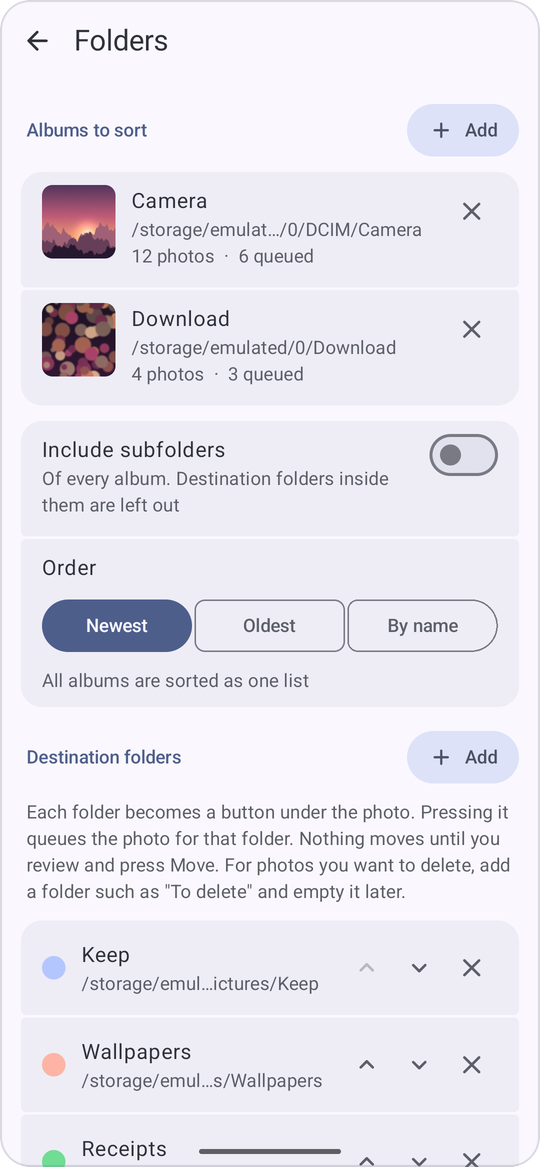 Folders
Albums to sort
Add
Camera
/storage/emulat…/0/DCIM/Camera
12 photos · 6 queued
Download
/storage/emulated/0/Download
4 photos · 3 queued
Include subfolders
Of every album. Destination folders inside
them are left out
Order
Newest
Oldest
By name
All albums are sorted as one list
Destination folders
Add
Each folder becomes a button under the photo. Pressing it
queues the photo for that folder. Nothing moves until you
review and press Move. For photos you want to delete, add
a folder such as "To delete" and empty it later.
Keep
/storage/emul…ictures/Keep
Wallpapers
/storage/emul…s/Wallpapers
Receipts